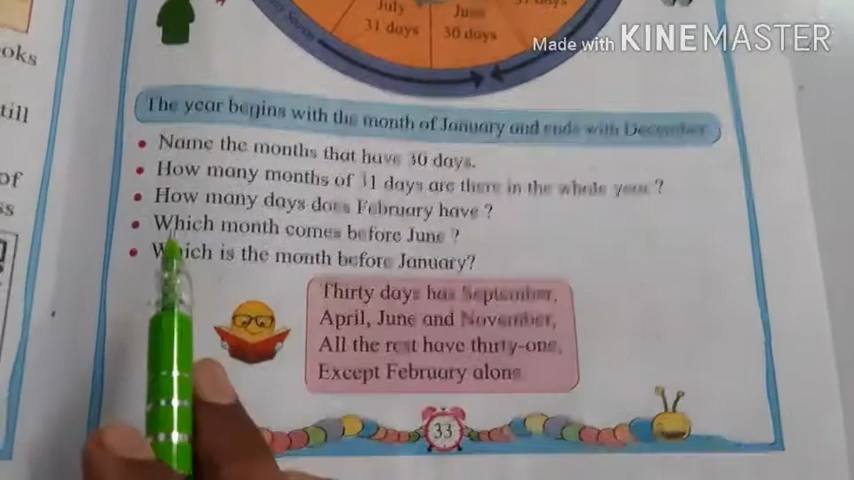 July
31 days
June
30 days
days
Made with KINEMASTER
ooks
till
of
ss
The year begins with the month of January and ends with December
• Name the months that have 30 days.
• How many months of 31 days are there in the whole year ?
• How many days does February have ?
• Which month comes before June ?
• Which is the month before January?
Thirty days has September,
April, June and November,
All the rest have thirty-one,
Except February alone
33